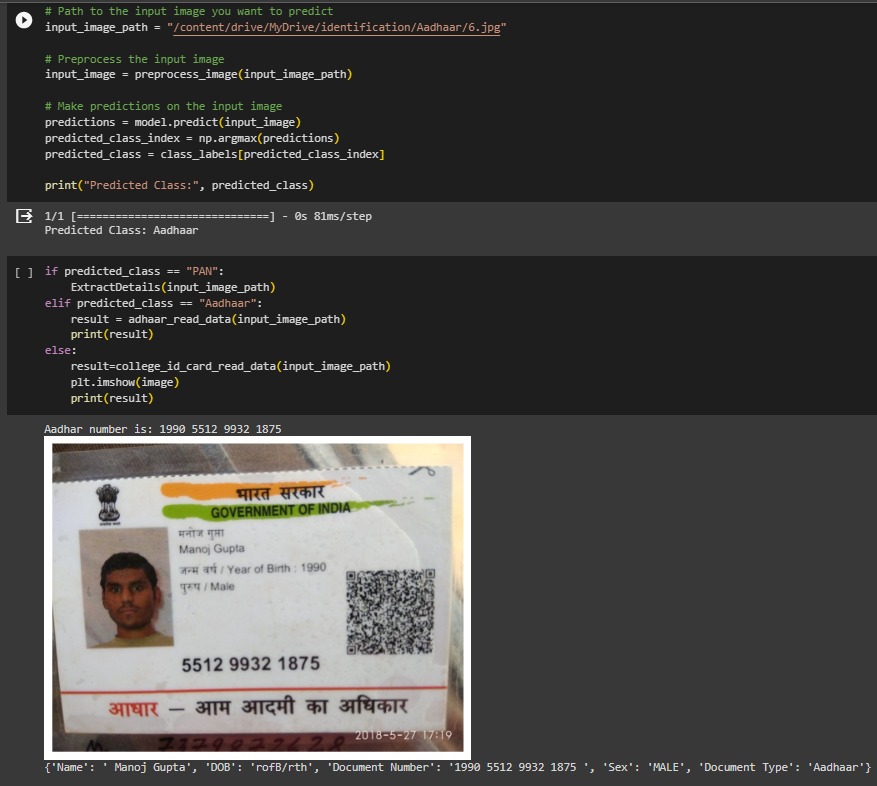 # Path to the input image you want to predict
input_image_path = "/content/drive/MyDrive/identification/Aadhaar/6.jpg"
# Preprocess the input image
input_image = preprocess_image(input_image_path)
# Make predictions on the input image
predictions = model.predict(input_image)
predicted_class_index = np.argmax(predictions)
predicted_class = class_labels[predicted_class_index]
print("Predicted Class:", predicted_class)
1/1 [==============================] - 0s 81ms/step
Predicted Class: Aadhaar
[ ] if predicted_class == "PAN":
ExtractDetails(input_image_path)
elif predicted_class == "Aadhaar":
result = adhaar_read_data(input_image_path)
print(result)
else:
result=college_id_card_read_data(input_image_path)
plt.imshow(image)
print(result)
Aadhar number is: 1990 5512 9932 1875
भारत सरकार
GOVERNMENT OF INDIA
मनोज गुप्ता
Manoj Gupta
जन्म वर्ष / Year of Birth : 1990
पुरुष / Male
5512 9932 1875
आधार — आम आदमी का अधिकार
2018-5-27 17:19
{'Name': ' Manoj Gupta', 'DOB': 'rofB/rth', 'Document Number': '1990 5512 9932 1875 ', 'Sex': 'MALE', 'Document Type': 'Aadhaar'}